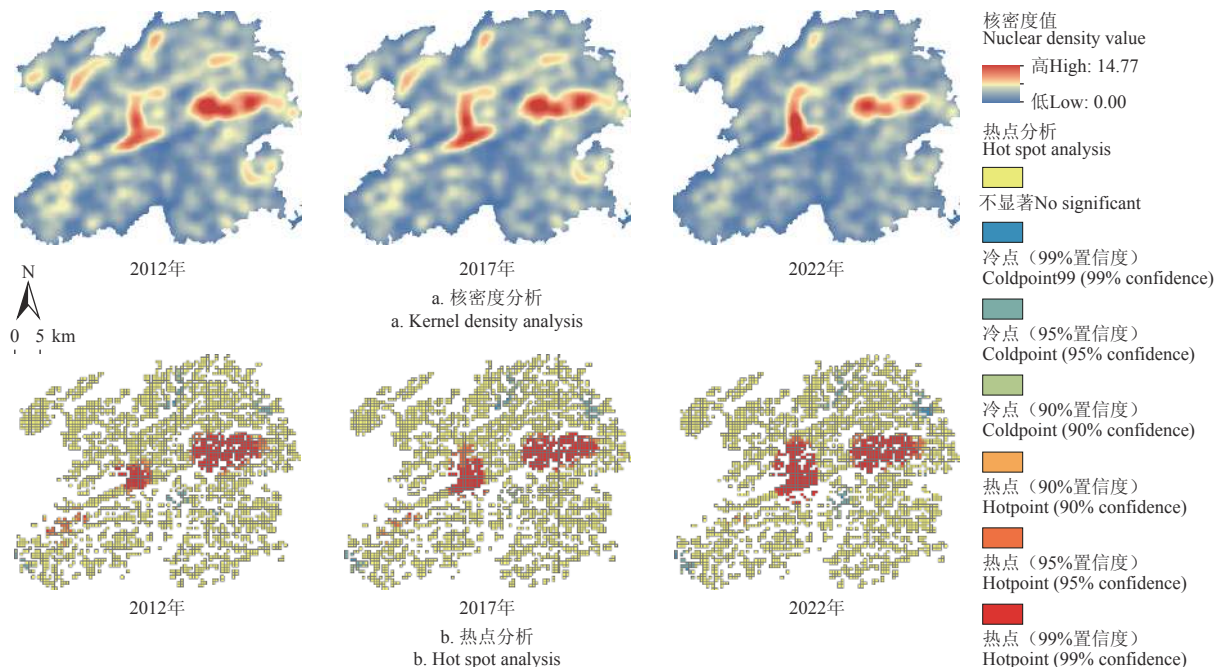 2012年
2017年
2022年
a. 核密度分析
a. Kernel density analysis
N
0 5 km
2012年
2017年
2022年
b. 热点分析
b. Hot spot analysis
核密度值
Nuclear density value
高High: 14.77
低Low: 0.00
热点分析
Hot spot analysis
不显著No significant
冷点（99%置信度）
Coldpoint99 (99% confidence)
冷点（95%置信度）
Coldpoint (95% confidence)
冷点（90%置信度）
Coldpoint (90% confidence)
热点（90%置信度）
Hotpoint (90% confidence)
热点（95%置信度）
Hotpoint (95% confidence)
热点（99%置信度）
Hotpoint (99% confidence)